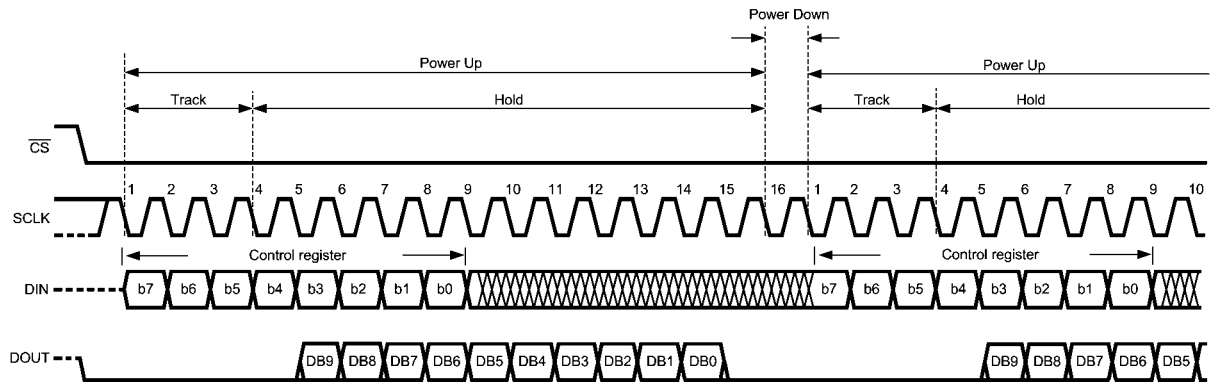 Power Down
Power Up Power Up
Track Hold Track Hold
CS
1 2 3 4 5 6 7 8 9 10 11 12 13 14 15 16 1 2 3 4 5 6 7 8 9 10
SCLK
Control register Control register
DIN b7 b6 b5 b4 b3 b2 b1 b0 b7 b6 b5 b4 b3 b2 b1 b0
DOUT DB9 DB8 DB7 DB6 DB5 DB4 DB3 DB2 DB1 DB0 DB9 DB8 DB7 DB6 DB5